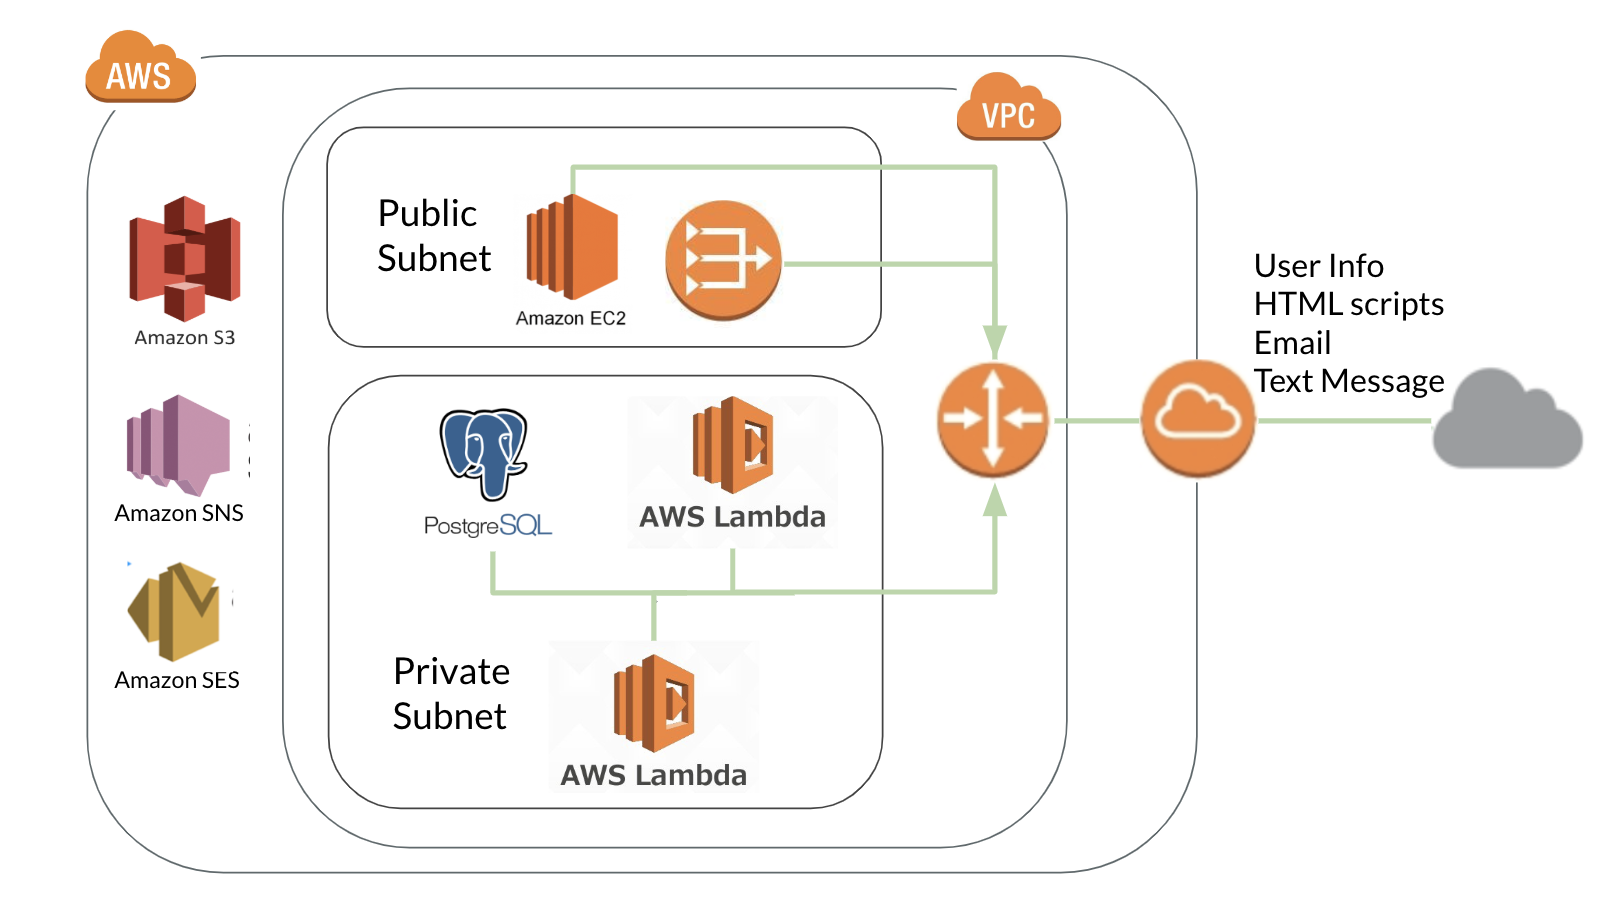 AWS
VPC
Public
Subnet
Amazon EC2
Amazon S3
User Info
HTML scripts
Email
Text Message
PostgreSQL
AWS Lambda
Amazon SNS
Private
Subnet
Amazon SES
AWS Lambda